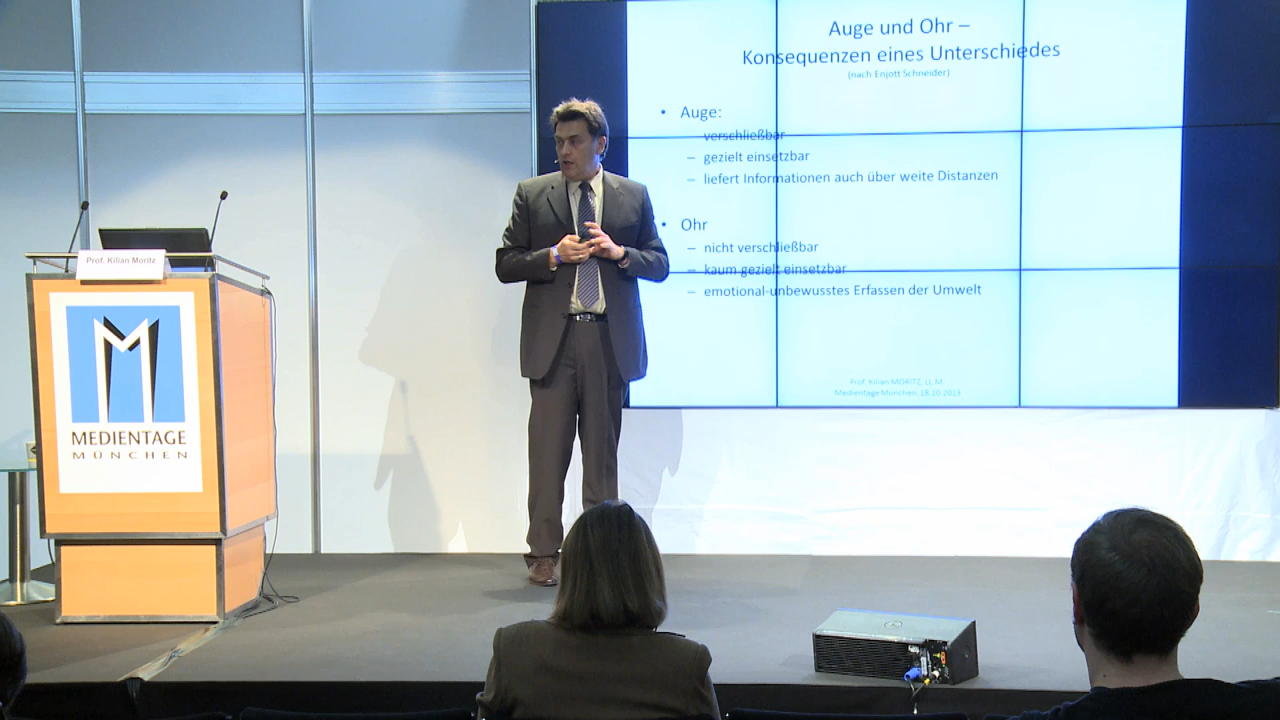 Auge und Ohr –
Konsequenzen eines Unterschiedes
(nach Enjott Schneider)
• Auge:
– verschließbar
– gezielt einsetzbar
– liefert Informationen auch über weite Distanzen
• Ohr
– nicht verschließbar
– kaum gezielt einsetzbar
– emotional-unbewusstes Erfassen der Umwelt
Prof. Kilian MORITZ, LL.M.
Medientage München, 18.10.2013
Prof. Kilian Moritz
M
MEDIENTAGE
MÜNCHEN